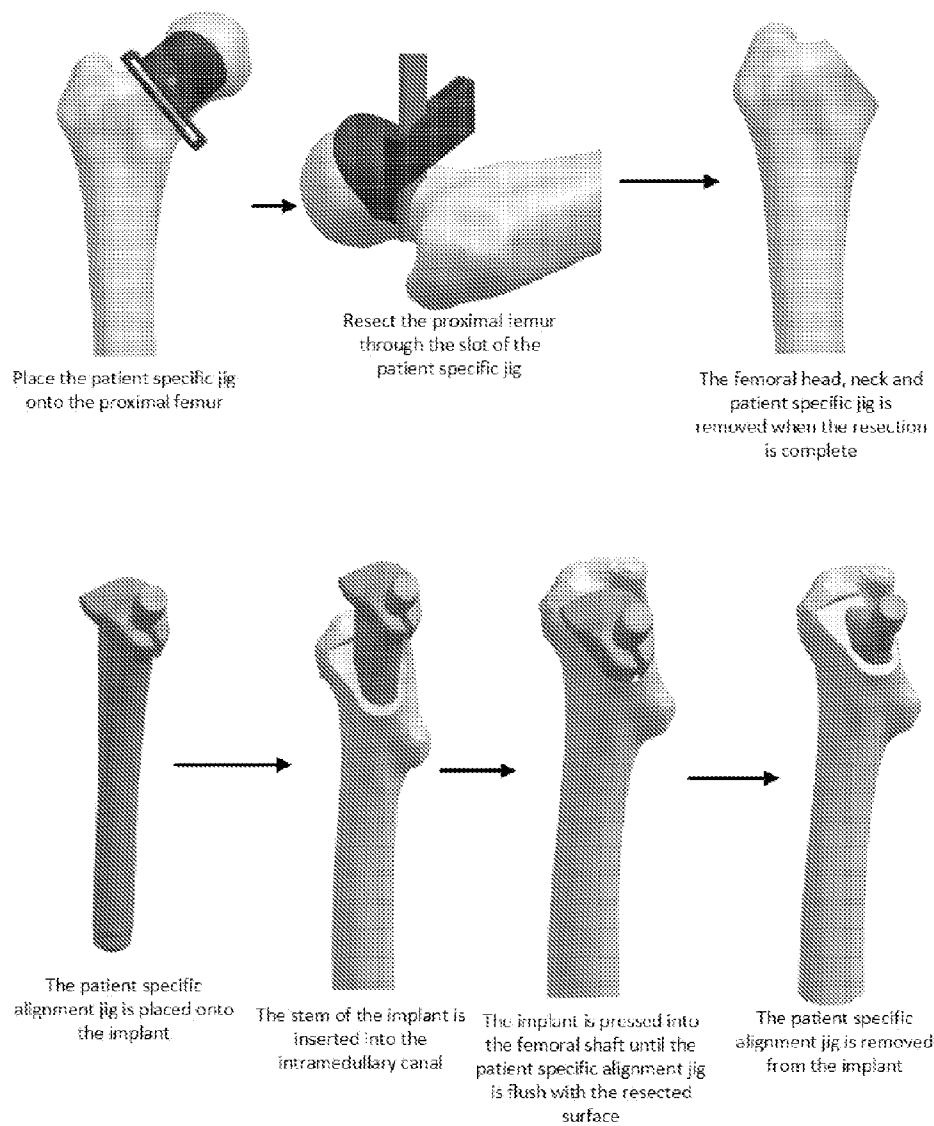 Place the patient specific jig
onto the proximal femur
Resect the proximal femur
through the slot of the
patient specific jig
The femoral head, neck and
patient specific jig is
removed when the resection
is complete
The patient specific
alignment jig is placed onto
the implant
The stem of the implant is
inserted into the
intramedullary canal
The implant is pressed into
the femoral shaft until the
patient specific alignment jig
is flush with the resected
surface
The patient specific
alignment jig is removed
from the implant